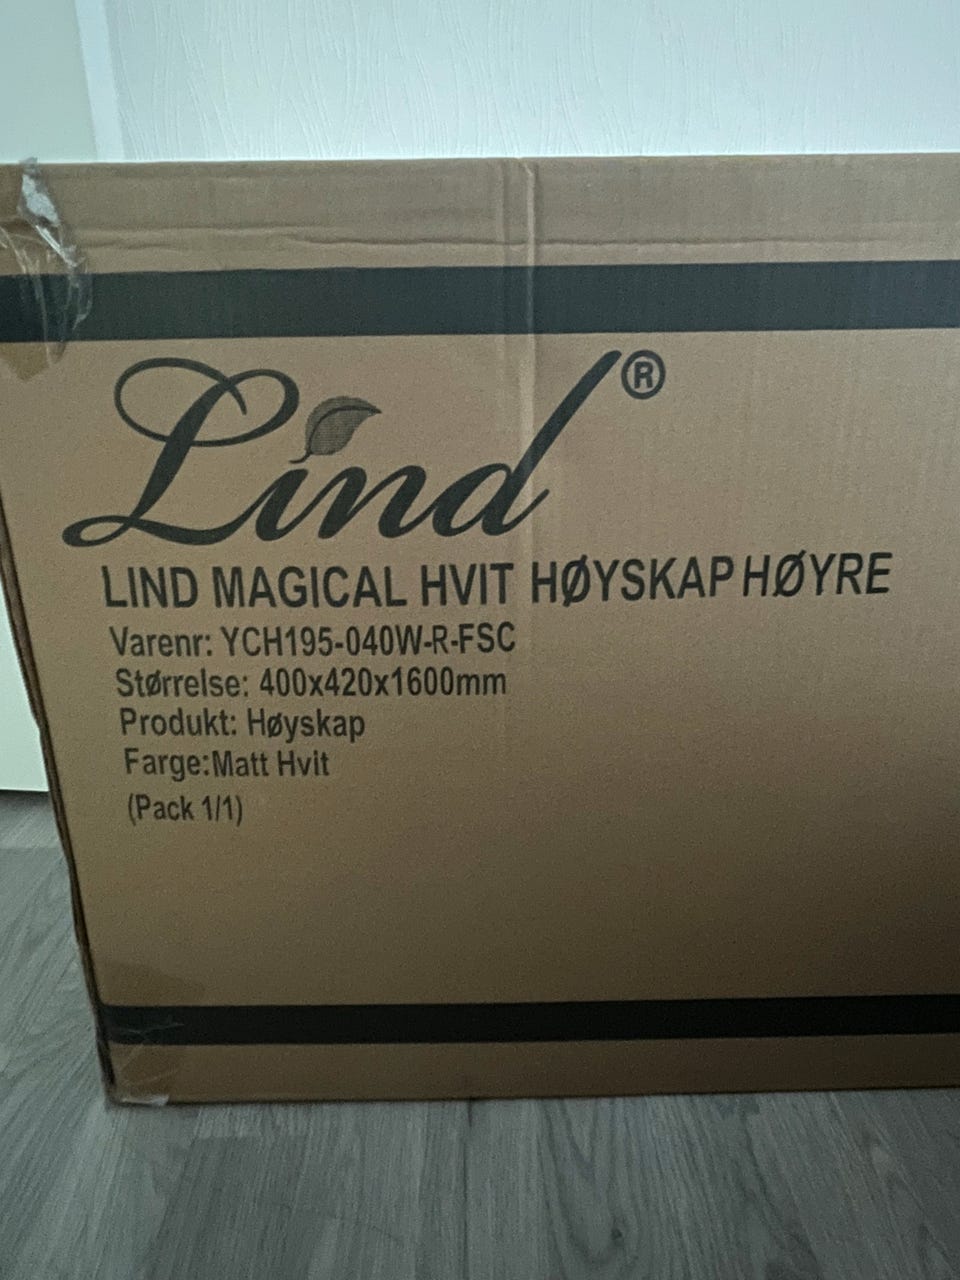 Lind®
LIND MAGICAL HVIT HØYSKAP HØYRE
Varenr: YCH195-040W-R-FSC
Størrelse: 400x420x1600mm
Produkt: Høyskap
Farge:Matt Hvit
(Pack 1/1)